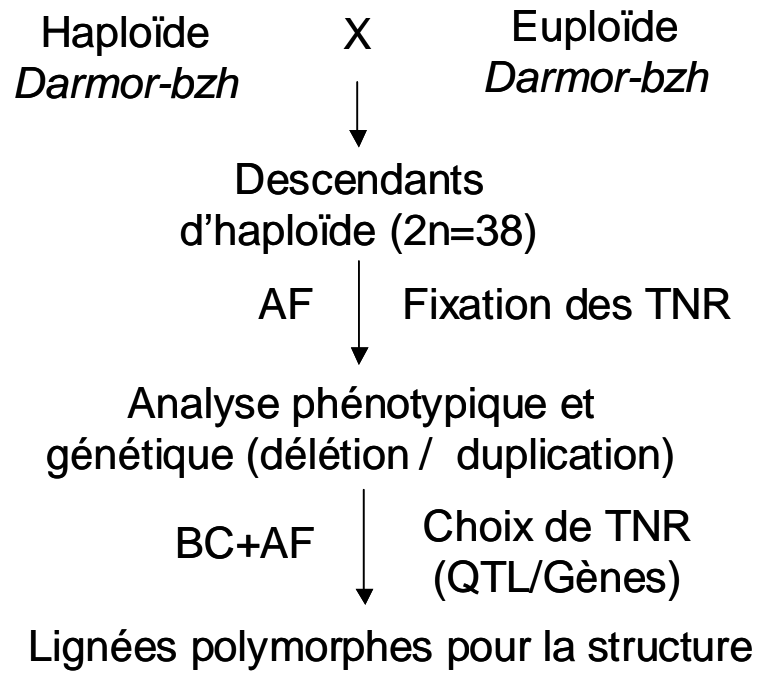 Haploïde X Euploïde
Darmor-bzh Darmor-bzh
Descendants
d'haploïde (2n=38)
AF Fixation des TNR
Analyse phénotypique et
génétique (délétion / duplication)
BC+AF Choix de TNR
(QTL/Gènes)
Lignées polymorphes pour la structure